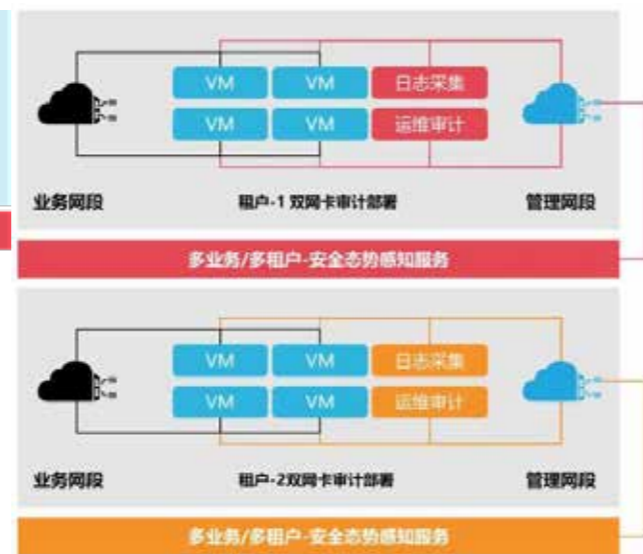 VM VM 日志采集
VM VM 运维审计
业务网段 租户-1 双网卡审计部署 管理网段
多业务/多租户-安全态势感知服务
VM VM 日志采集
VM VM 运维审计
业务网段 租户-2双网卡审计部署 管理网段
多业务/多租户-安全态势感知服务